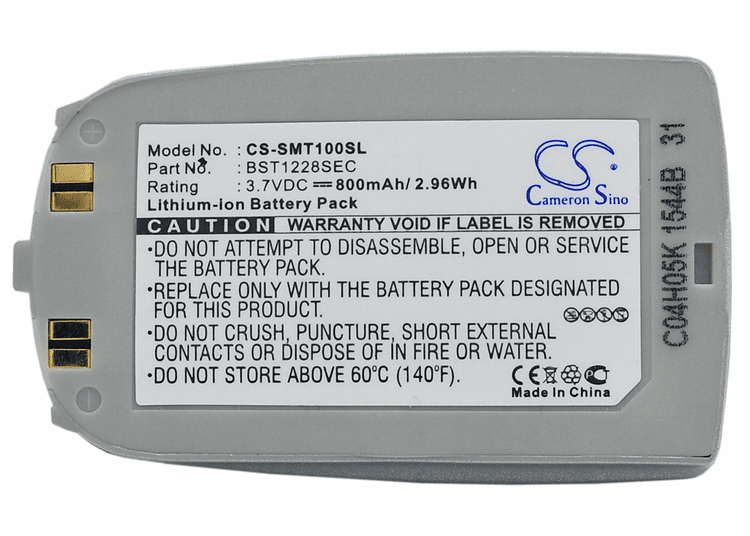 Model No. : CS-SMT100SL
Part No. : BST1228SEC
Rating : 3.7VDC 800mAh/ 2.96Wh
Lithium-ion Battery Pack
CS
Cameron Sino
WARRANTY VOID IF LABEL IS REMOVED
•DO NOT ATTEMPT TO DISASSEMBLE, OPEN OR SERVICE
THE BATTERY PACK.
•REPLACE ONLY WITH THE BATTERY PACK DESIGNATED
FOR THIS PRODUCT.
•DO NOT CRUSH, PUNCTURE, SHORT EXTERNAL
CONTACTS OR DISPOSE OF IN FIRE OR WATER.
•DO NOT STORE ABOVE 60°C (140°F).
CE
Made In China
C04H05K 1544B 31